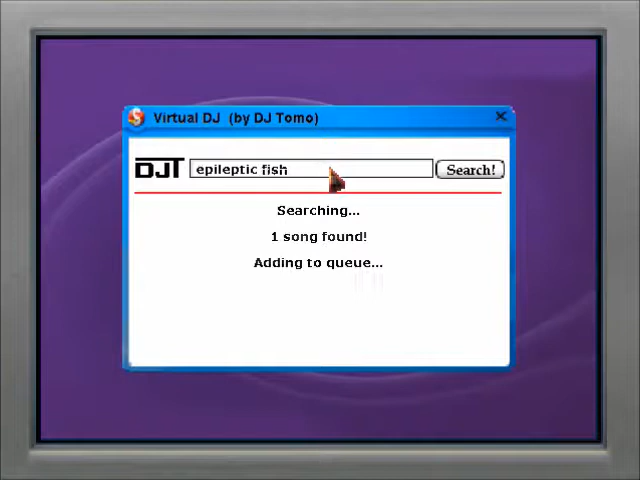 Virtual DJ (by DJ Tomo)
DJT epileptic fish Search!
Searching...
1 song found!
Adding to queue...